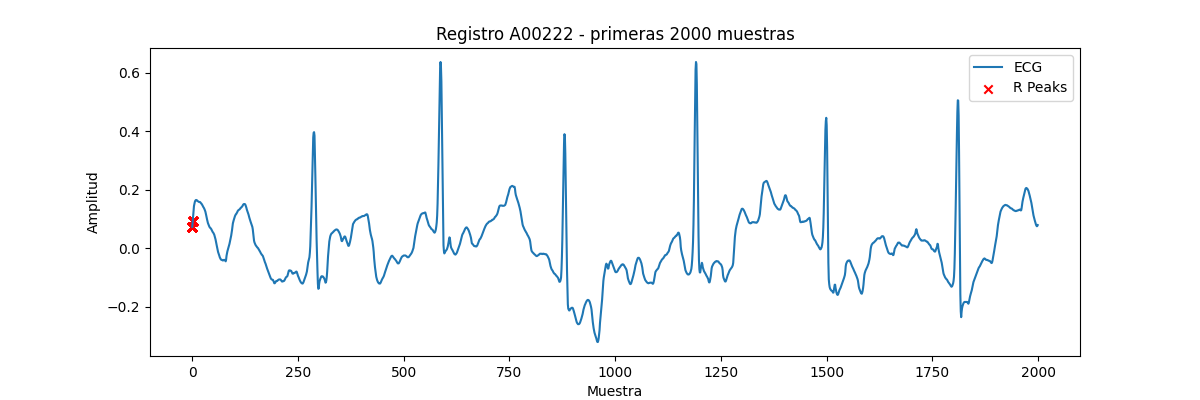 Registro A00222 - primeras 2000 muestras
ECG
R Peaks
Amplitud
0.6
0.4
0.2
0.0
−0.2
0 250 500 750 1000 1250 1500 1750 2000
Muestra